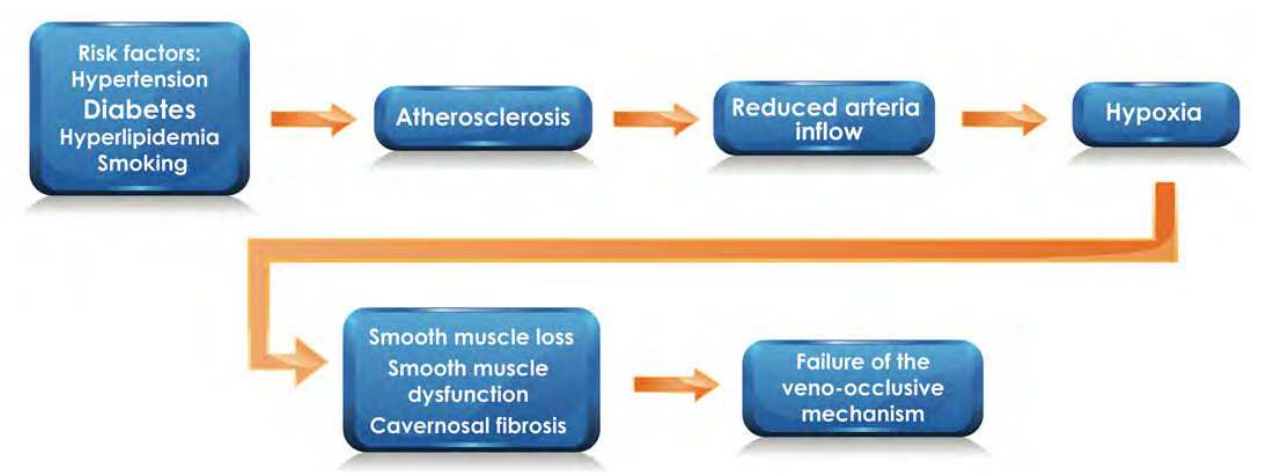 Risk factors:
Hypertension
Diabetes
Hyperlipidemia
Smoking
Atherosclerosis
Reduced arteria
inflow
Hypoxia
Smooth muscle loss
Smooth muscle
dysfunction
Cavernosal fibrosis
Failure of the
veno-occlusive
mechanism